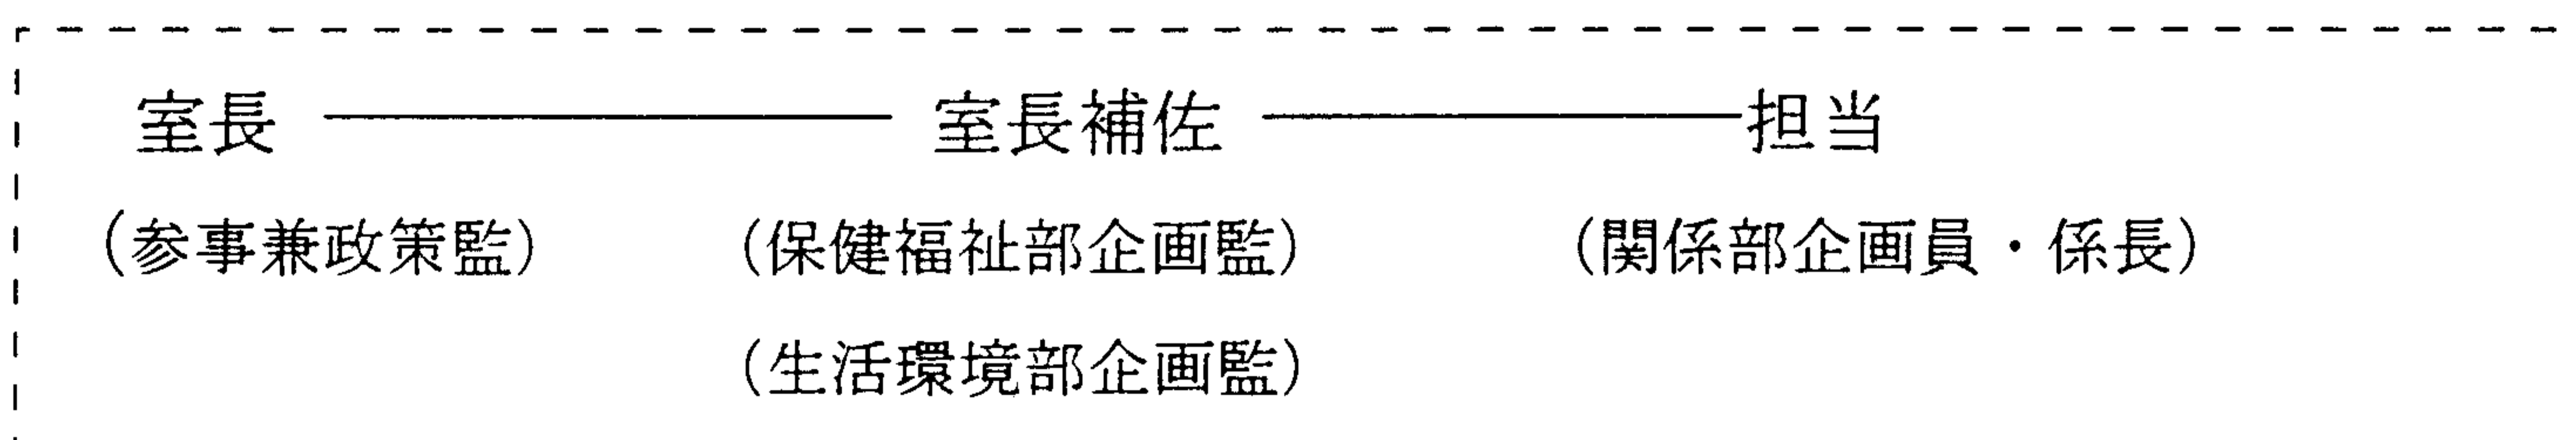 室長 室長補佐 担当
(参事兼政策監) (保健福祉部企画監) (関係部企画員・係長)
(生活環境部企画監)